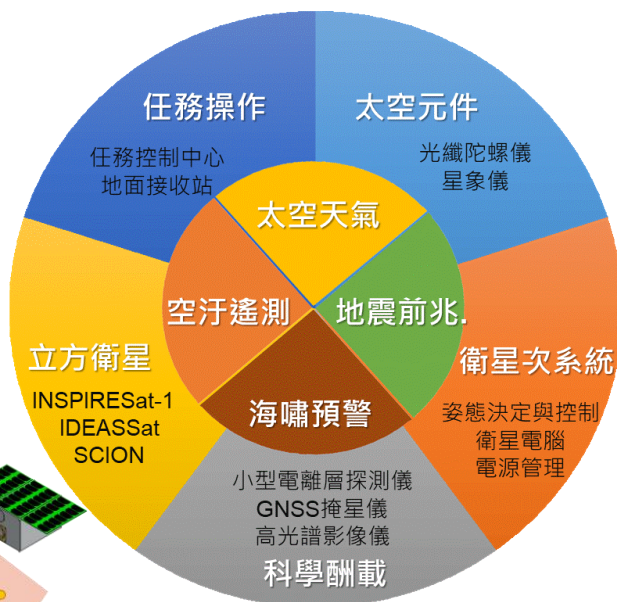 任務操作
任務控制中心
地面接收站
太空元件
光纖陀螺儀
星象儀
太空天氣
空汙遙測
地震前兆.
海嘯預警
立方衛星
INSPIRESat-1
IDEASSat
SCION
衛星次系統
姿態決定與控制
衛星電腦
電源管理
小型電離層探測儀
GNSS掩星儀
高光譜影像儀
科學酬載